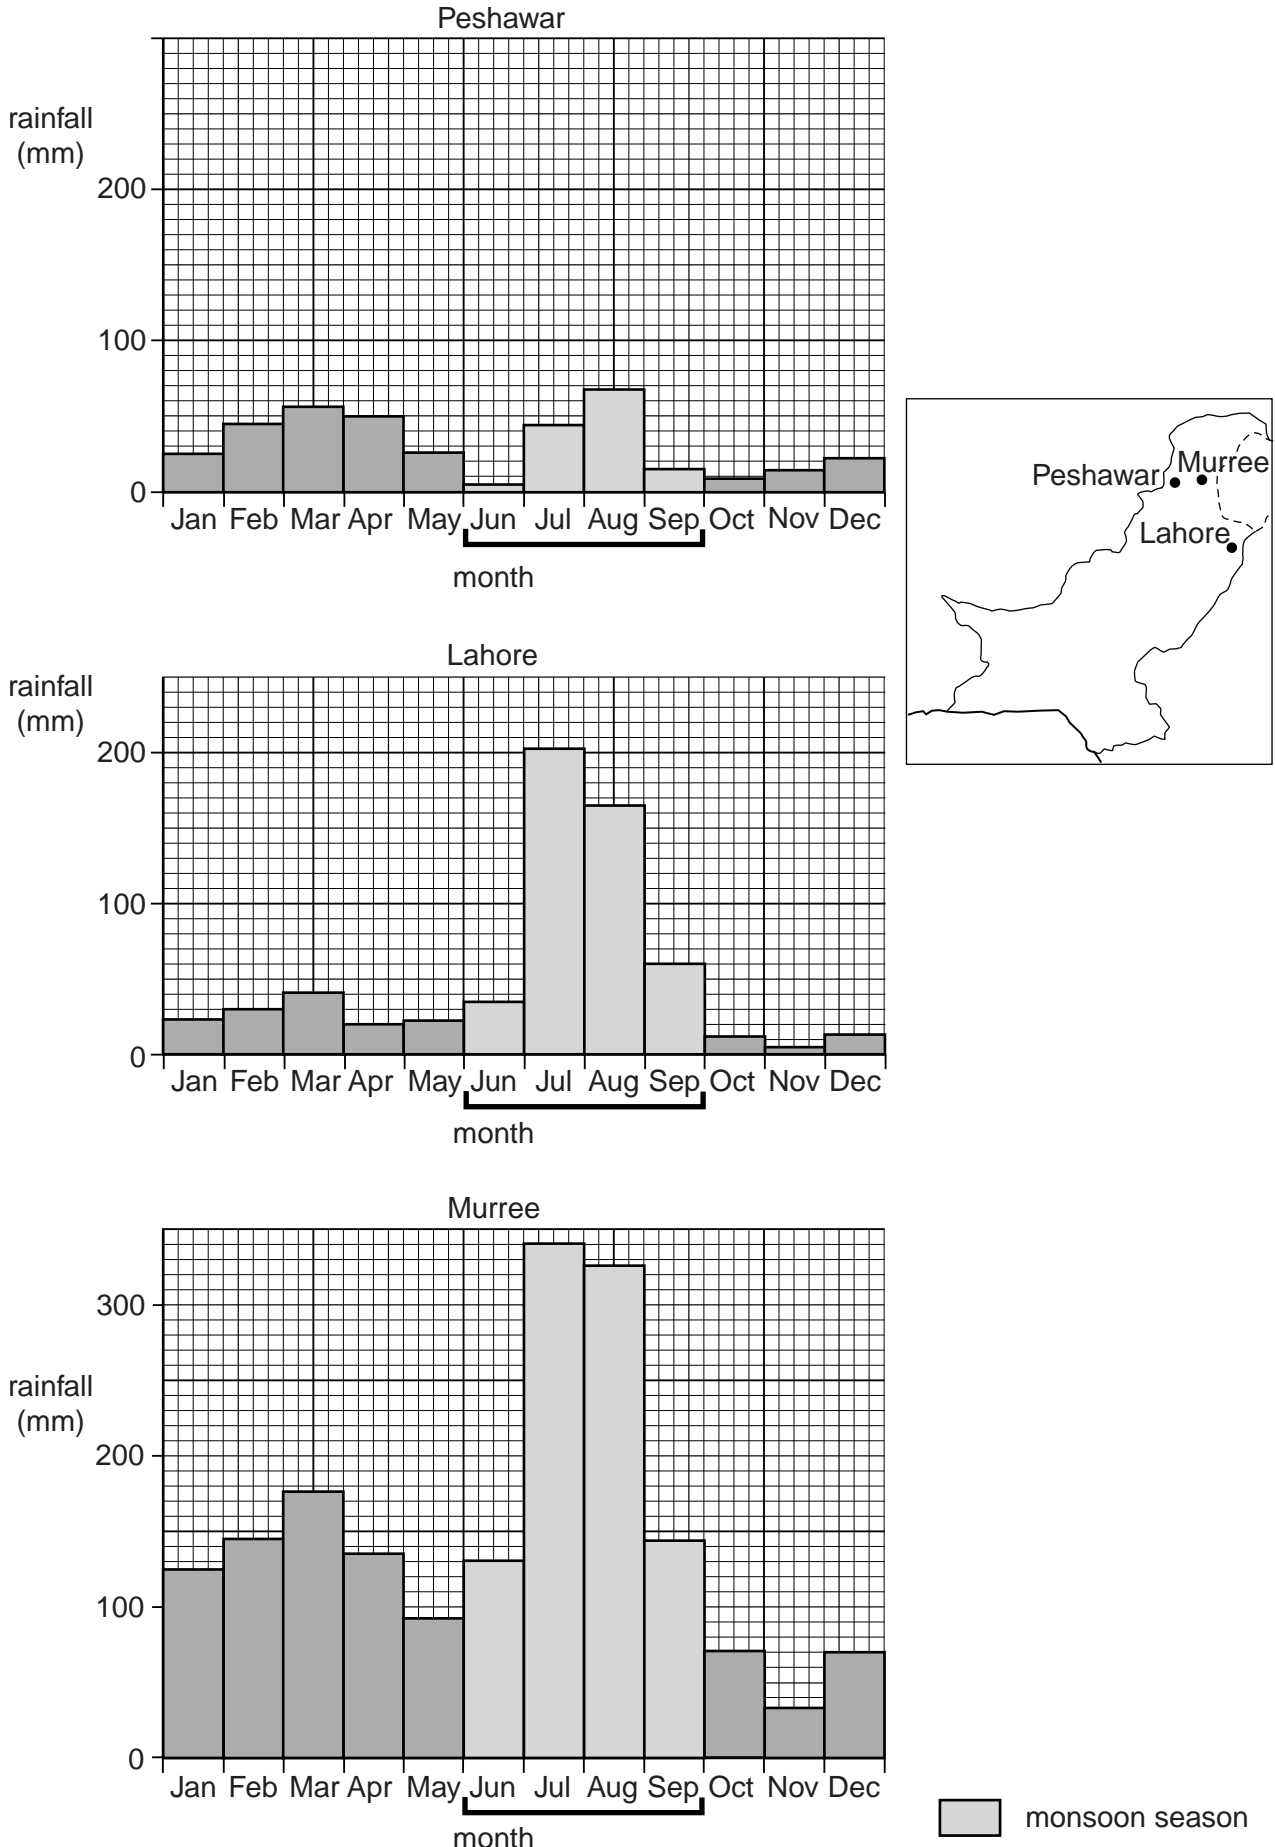 Peshawar
rainfall
(mm)
200
100
0
Jan Feb Mar Apr May Jun Jul Aug Sep Oct Nov Dec
month
Peshawar
Murree
Lahore
Lahore
rainfall
(mm)
200
100
0
Jan Feb Mar Apr May Jun Jul Aug Sep Oct Nov Dec
month
Murree
300
rainfall
(mm)
200
100
0
Jan Feb Mar Apr May Jun Jul Aug Sep Oct Nov Dec
month
monsoon season